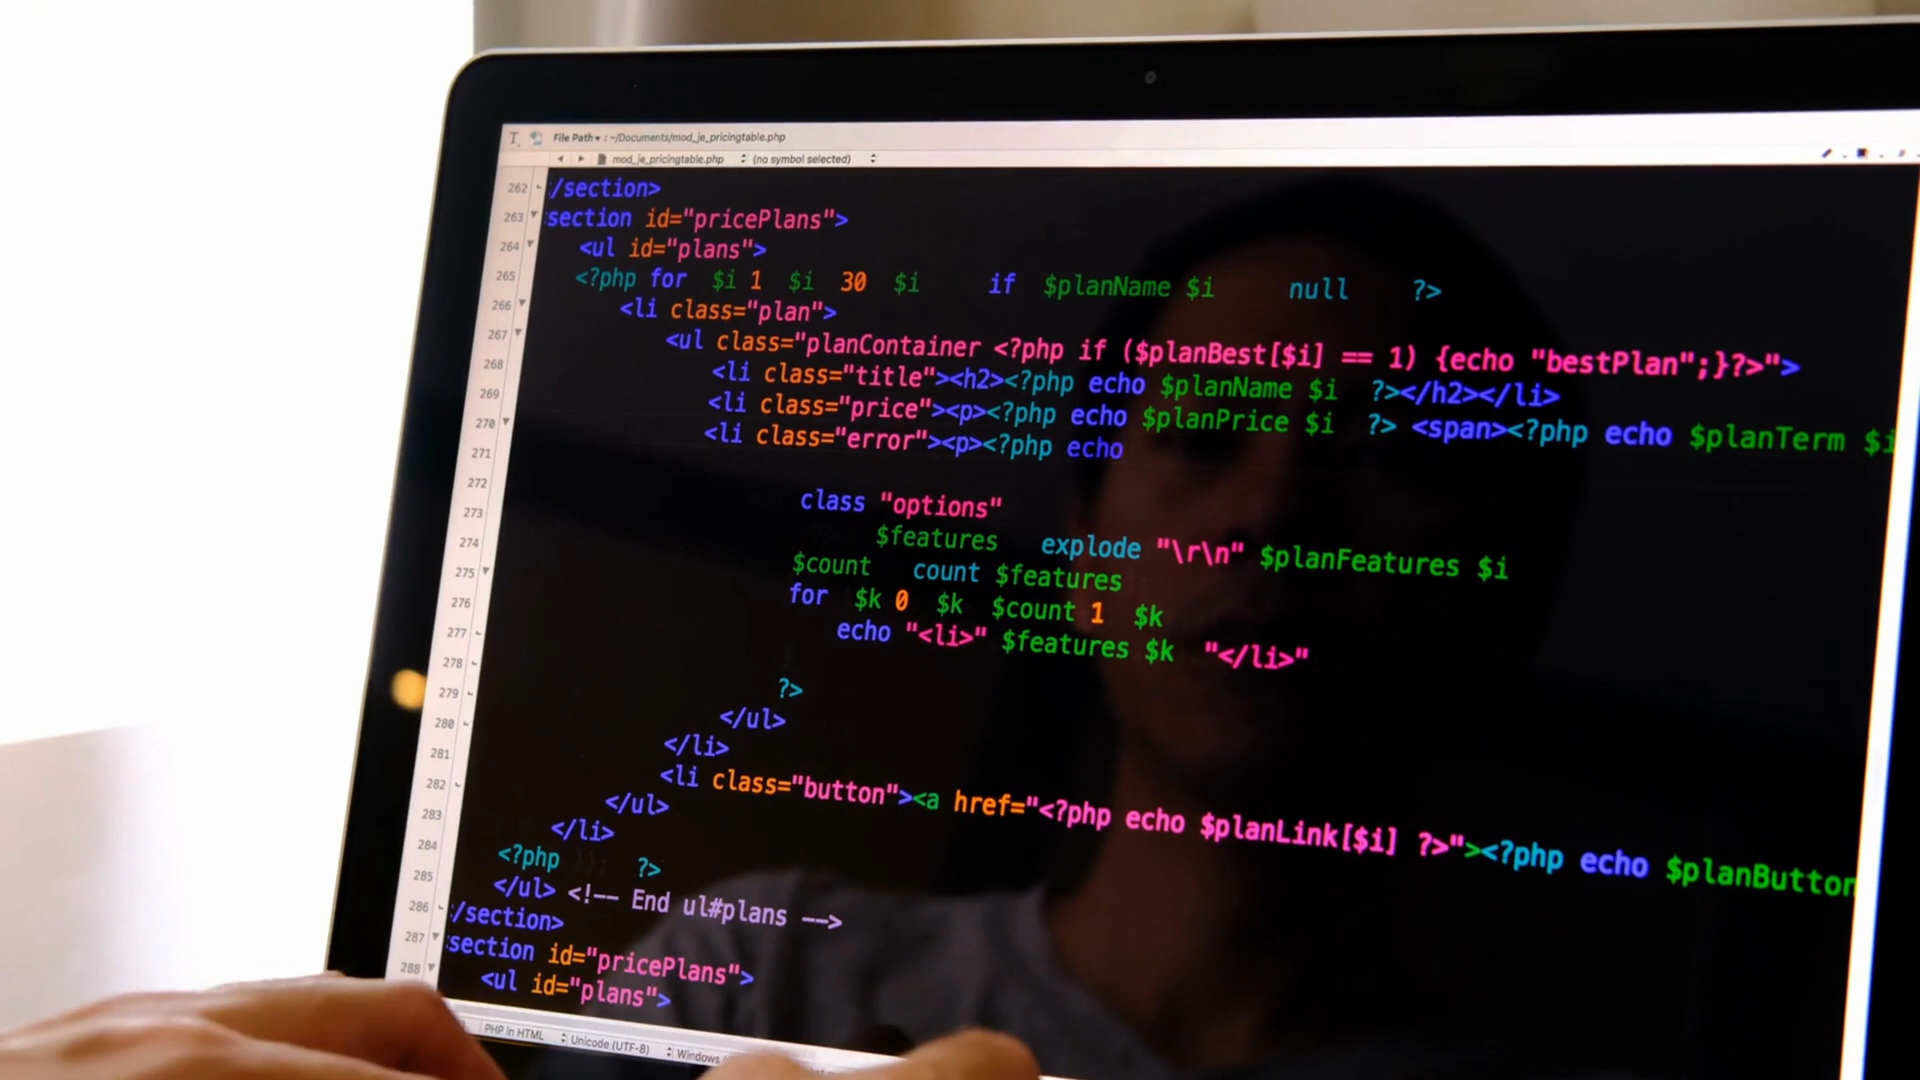 File Path ▾ : ~/Documents/mod_je_pricingtable.php
mod_je_pricingtable.php (no symbol selected)
262 /section>
263 section id="pricePlans">
264 <ul id="plans">
265 <?php for $i 1 $i 30 $i if $planName $i null ?>
266 <li class="plan">
267 <ul class="planContainer <?php if ($planBest[$i] == 1) {echo "bestPlan";}?>">
268 <li class="title"><h2><?php echo $planName $i ?></h2></li>
269 <li class="price"><p><?php echo $planPrice $i ?> <span><?php echo $planTerm $i
270 <li class="error"><p><?php echo
271
272 class "options"
273 $features explode "\r\n" $planFeatures $i
274 $count count $features
275 for $k 0 $k $count 1 $k
276 echo "<li>" $features $k "</li>"
277
278 ?>
279 </ul>
280 </li>
281 <li class="button"><a href="<?php echo $planLink[$i] ?>"><?php echo $planButton
282 </ul>
283 </li>
284 <?php }}; ?>
285 </ul> <!-- End ul#plans -->
286 /section>
287 section id="pricePlans">
288 <ul id="plans">
PHP in HTML Unicode (UTF-8) Windows